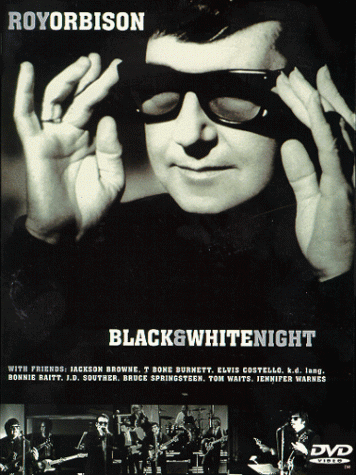 ROYORBISON
BLACK&WHITENIGHT
WITH FRIENDS: JACKSON BROWNE, T BONE BURNETT, ELVIS COSTELLO, k.d. lang,
BONNIE RAITT, J.D. SOUTHER, BRUCE SPRINGSTEEN, TOM WAITS, JENNIFER WARNES
DVD
VIDEO